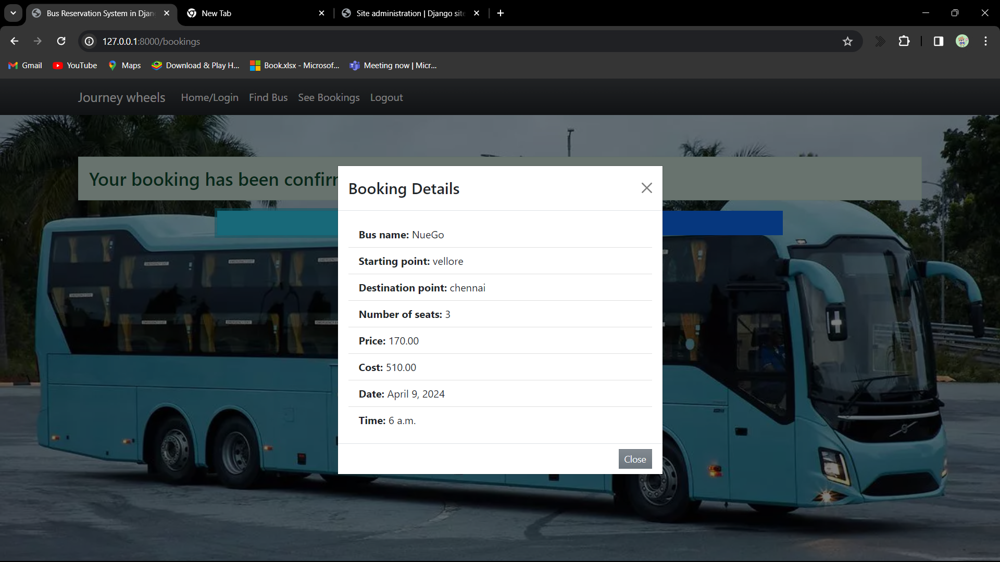 Bus Reservation System in Djan
New Tab
Site administration | Django site
127.0.0.1:8000/bookings
Gmail
YouTube
Maps
Download & Play H...
Book.xlsx - Microsof...
Meeting now | Micr...
Journey wheels
Home/Login
Find Bus
See Bookings
Logout
Your booking has been confir
Booking Details
Bus name: NueGo
Starting point: vellore
Destination point: chennai
Number of seats: 3
Price: 170.00
Cost: 510.00
Date: April 9, 2024
Time: 6 a.m.
Close